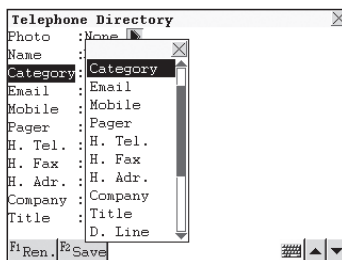 Telephone Directory
Photo :None
Name :
Category:
Email :
Mobile :
Pager :
H. Tel. :
H. Fax :
H. Adr. :
Company :
Title :
Category
Email
Mobile
Pager
H. Tel.
H. Fax
H. Adr.
Company
Title
D. Line
F1 Ren. F2 Save